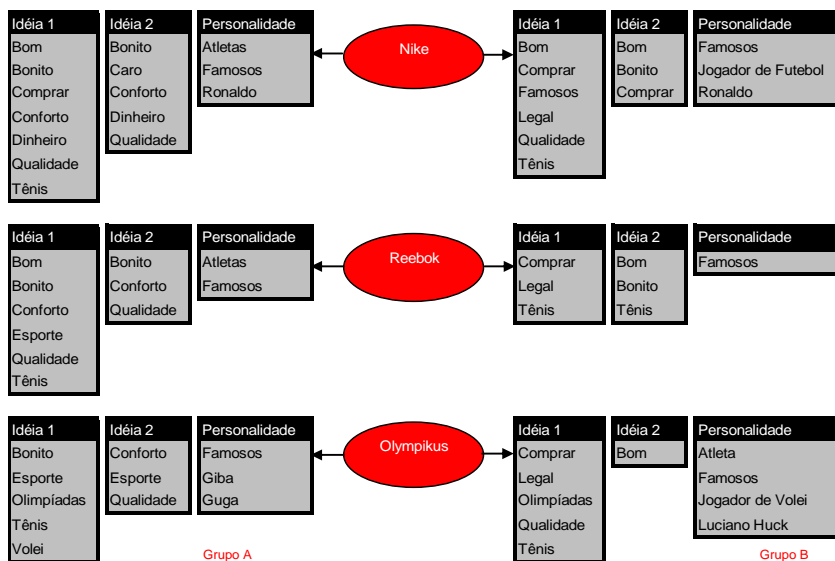 Idéia 1 Idéia 2 Personalidade Nike Idéia 1 Idéia 2 Personalidade
Bom Bonito Atletas Bom Bom Famosos
Bonito Caro Famosos Comprar Bonito Jogador de Futebol
Comprar Conforto Ronaldo Famosos Comprar Ronaldo
Conforto Dinheiro Legal
Dinheiro Qualidade Qualidade
Qualidade Tênis
Tênis
Idéia 1 Idéia 2 Personalidade Reebok Idéia 1 Idéia 2 Personalidade
Bom Bonito Atletas Comprar Bom Famosos
Bonito Conforto Famosos Legal Bonito
Conforto Qualidade Tênis Tênis
Esporte
Qualidade
Tênis
Idéia 1 Idéia 2 Personalidade Olympikus Idéia 1 Idéia 2 Personalidade
Bonito Conforto Famosos Comprar Bom Atleta
Esporte Esporte Giba Legal Famosos
Olimpíadas Qualidade Guga Olimpíadas Jogador de Volei
Tênis Qualidade Luciano Huck
Volei Tênis
Grupo A Grupo B